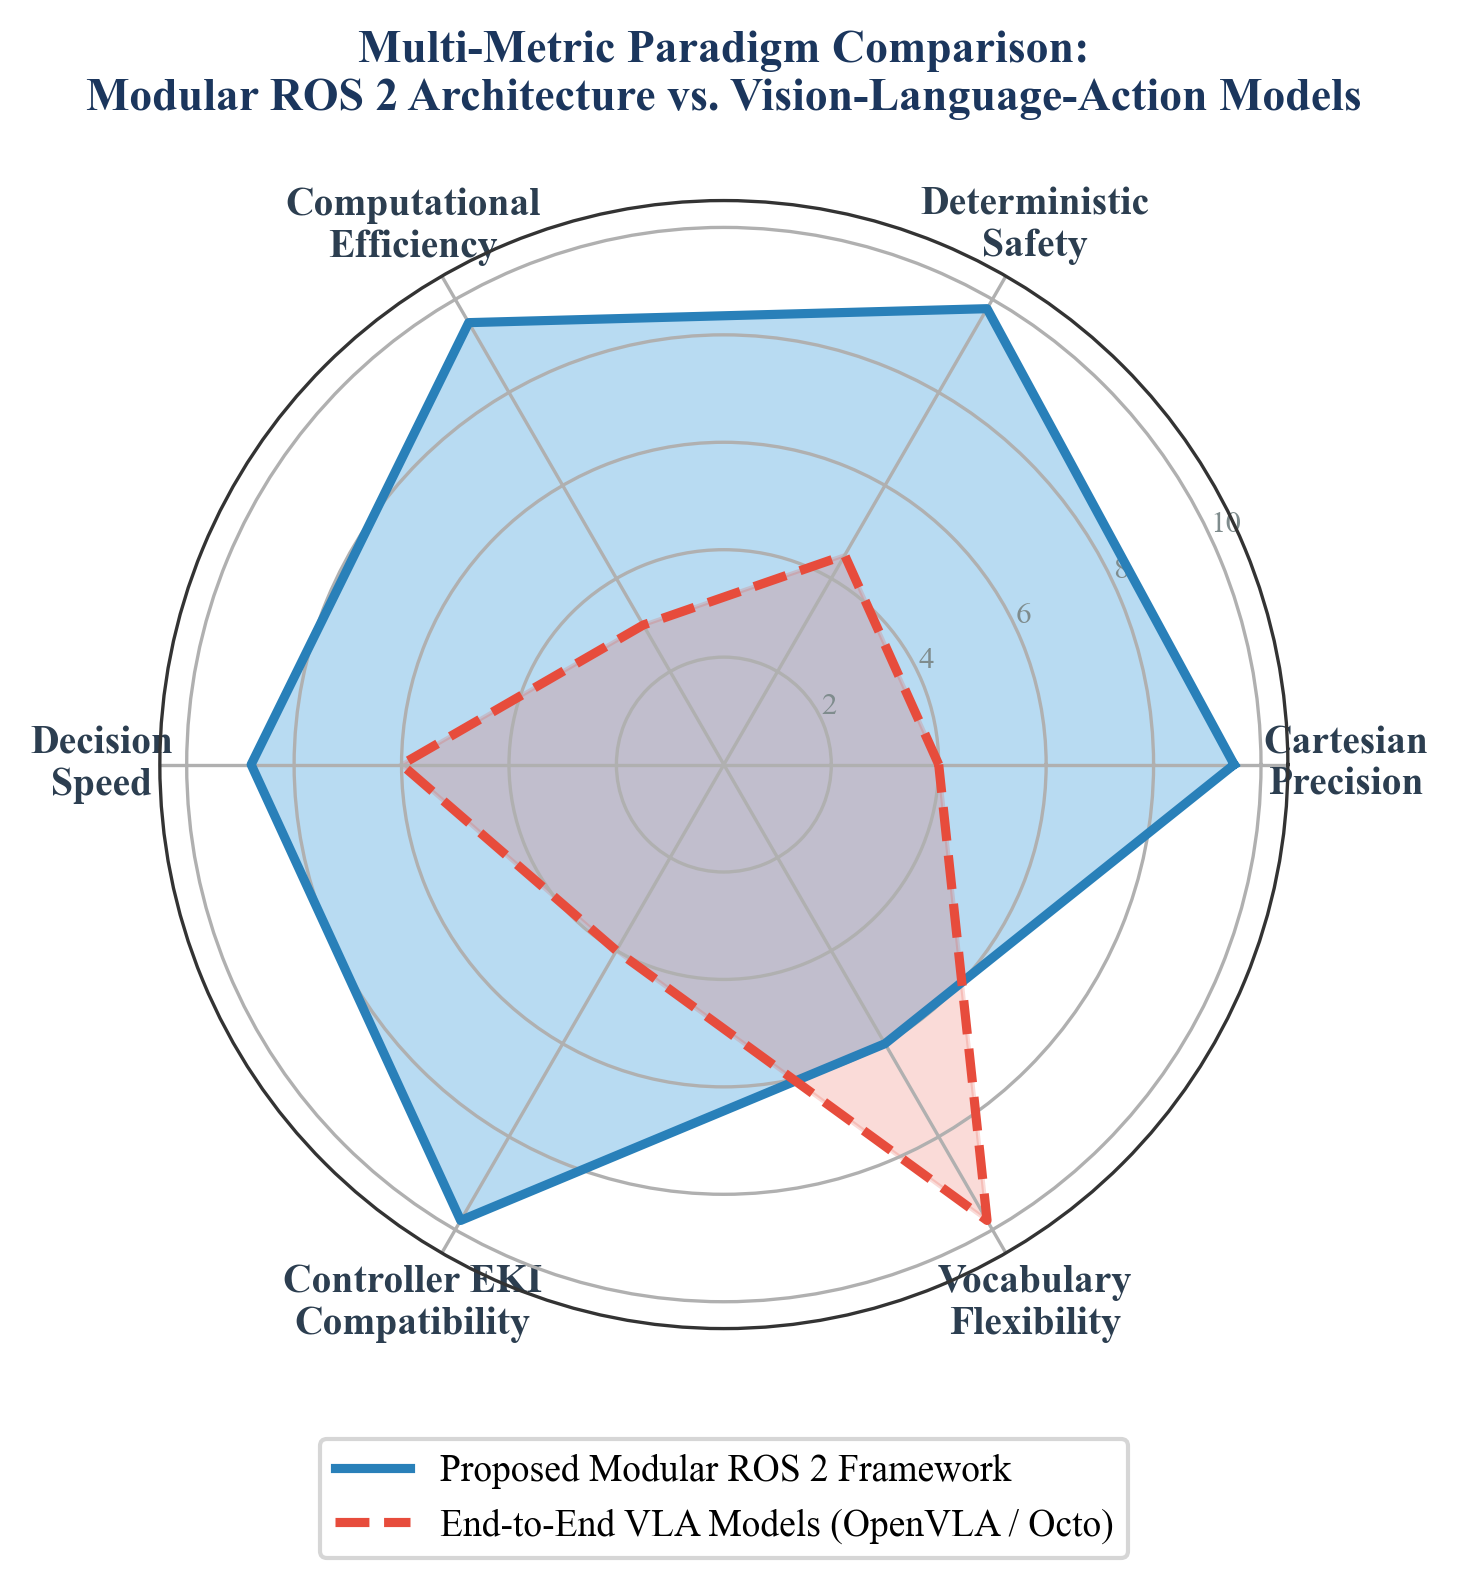 Multi-Metric Paradigm Comparison:
Modular ROS 2 Architecture vs. Vision-Language-Action Models
Computational
Efficiency
Deterministic
Safety
10
8
6
4
2
Decision
Speed
Cartesian
Precision
Controller EKI
Compatibility
Vocabulary
Flexibility
Proposed Modular ROS 2 Framework
End-to-End VLA Models (OpenVLA / Octo)